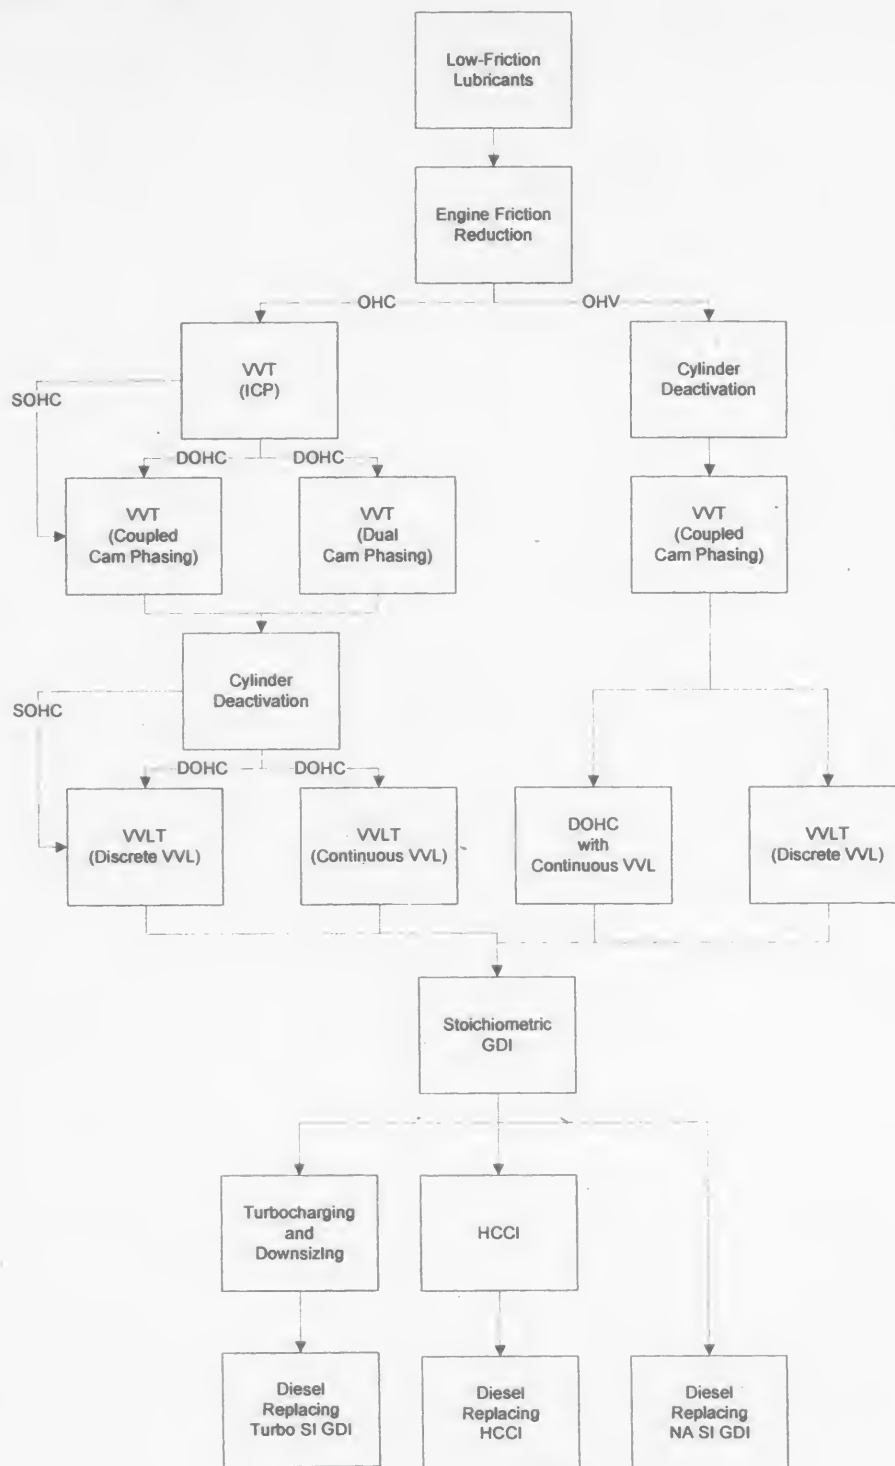 Low-Friction
Lubricants
Engine Friction
Reduction
OHC
OHV
VVT
(ICP)
Cylinder
Deactivation
SOHC
DOHC
DOHC
VVT
(Coupled
Cam Phasing)
VVT
(Dual
Cam Phasing)
VVT
(Coupled
Cam Phasing)
Cylinder
Deactivation
SOHC
DOHC
DOHC
VVLT
(Discrete VVL)
VVLT
(Continuous VVL)
DOHC
with
Continuous VVL
VVLT
(Discrete VVL)
Stoichiometric
GDI
Turbocharging
and
Downsizing
HCCI
Diesel
Replacing
Turbo SI GDI
Diesel
Replacing
HCCI
Diesel
Replacing
NA SI GDI